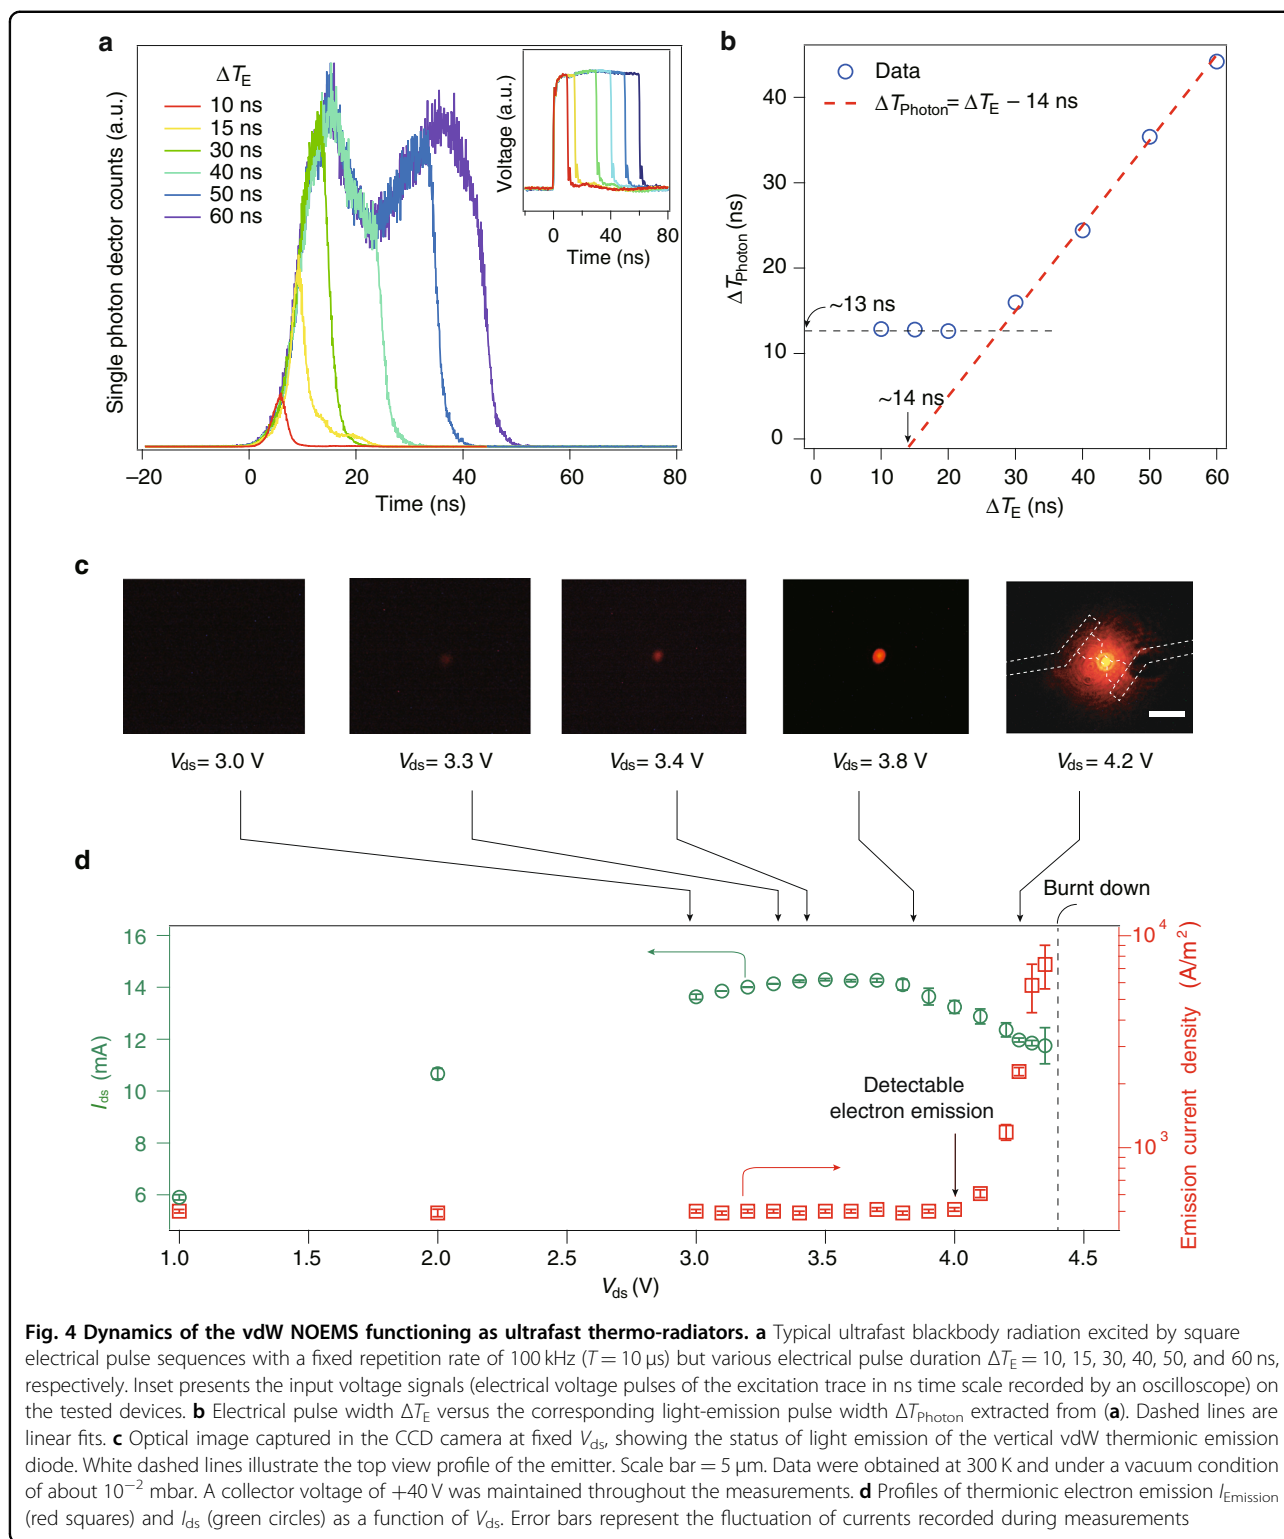 a
ΔT_E
10 ns
15 ns
30 ns
40 ns
50 ns
60 ns
Single photon dector counts (a.u.)
−20 0 20 40 60 80
Time (ns)
Voltage (a.u.)
0 40 80
Time (ns)
b
Data
ΔT_Photon = ΔT_E − 14 ns
40
30
20
10
0
ΔT_Photon (ns)
~13 ns
~14 ns
0 10 20 30 40 50 60
ΔT_E (ns)
c
V_ds = 3.0 V
V_ds = 3.3 V
V_ds = 3.4 V
V_ds = 3.8 V
V_ds = 4.2 V
d
Burnt down
16
14
12
10
8
6
I_ds (mA)
Detectable
electron emission
10^4
10^3
Emission current density (A/m^2)
1.0 2.0 2.5 3.0 3.5 4.0 4.5
V_ds (V)
Fig. 4 Dynamics of the vdW NOEMS functioning as ultrafast thermo-radiators. a Typical ultrafast blackbody radiation excited by square
electrical pulse sequences with a fixed repetition rate of 100 kHz (T = 10 μs) but various electrical pulse duration ΔT_E = 10, 15, 30, 40, 50, and 60 ns,
respectively. Inset presents the input voltage signals (electrical voltage pulses of the excitation trace in ns time scale recorded by an oscilloscope) on
the tested devices. b Electrical pulse width ΔT_E versus the corresponding light-emission pulse width ΔT_Photon extracted from (a). Dashed lines are
linear fits. c Optical image captured in the CCD camera at fixed V_ds, showing the status of light emission of the vertical vdW thermionic emission
diode. White dashed lines illustrate the top view profile of the emitter. Scale bar = 5 μm. Data were obtained at 300 K and under a vacuum condition
of about 10^−2 mbar. A collector voltage of +40 V was maintained throughout the measurements. d Profiles of thermionic electron emission I_Emission
(red squares) and I_ds (green circles) as a function of V_ds. Error bars represent the fluctuation of currents recorded during measurements